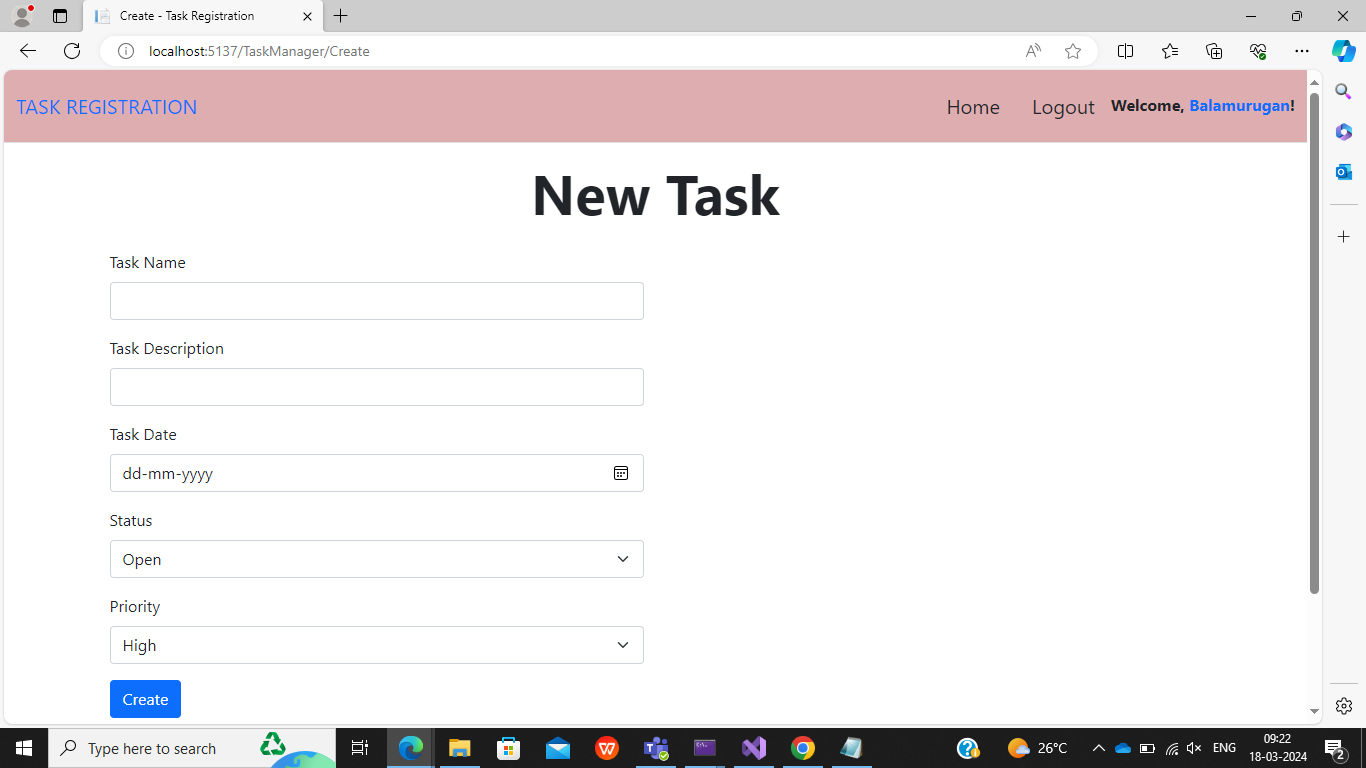 Create - Task Registration
localhost:5137/TaskManager/Create
TASK REGISTRATION
Home
Logout
Welcome, Balamurugan!
New Task
Task Name
Task Description
Task Date
dd-mm-yyyy
Status
Open
Priority
High
Create
Type here to search
26°C
ENG
09:22
18-03-2024
2